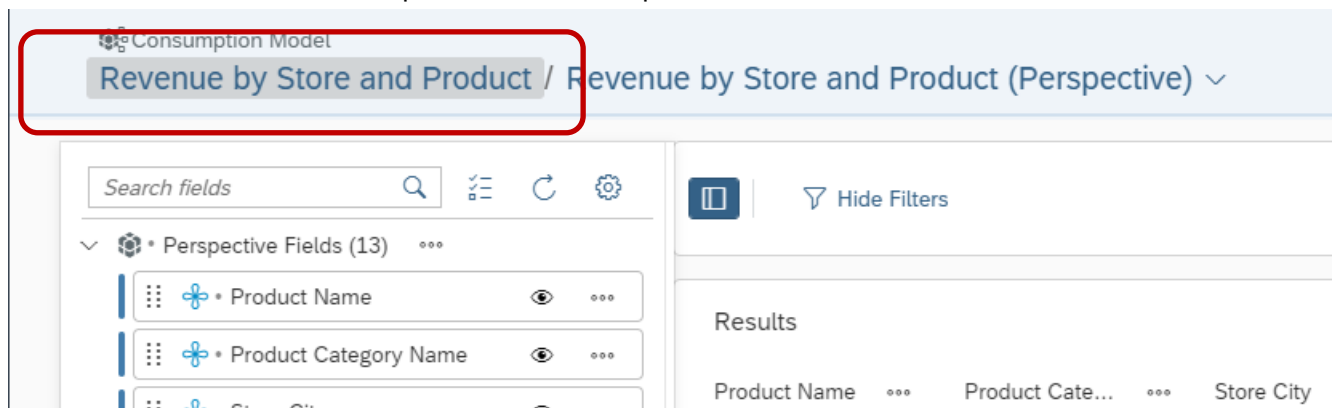 Consumption Model
Revenue by Store and Product / Revenue by Store and Product (Perspective)
Search fields
Hide Filters
Perspective Fields (13)
Product Name
Product Category Name
Results
Product Name
Product Cate...
Store City